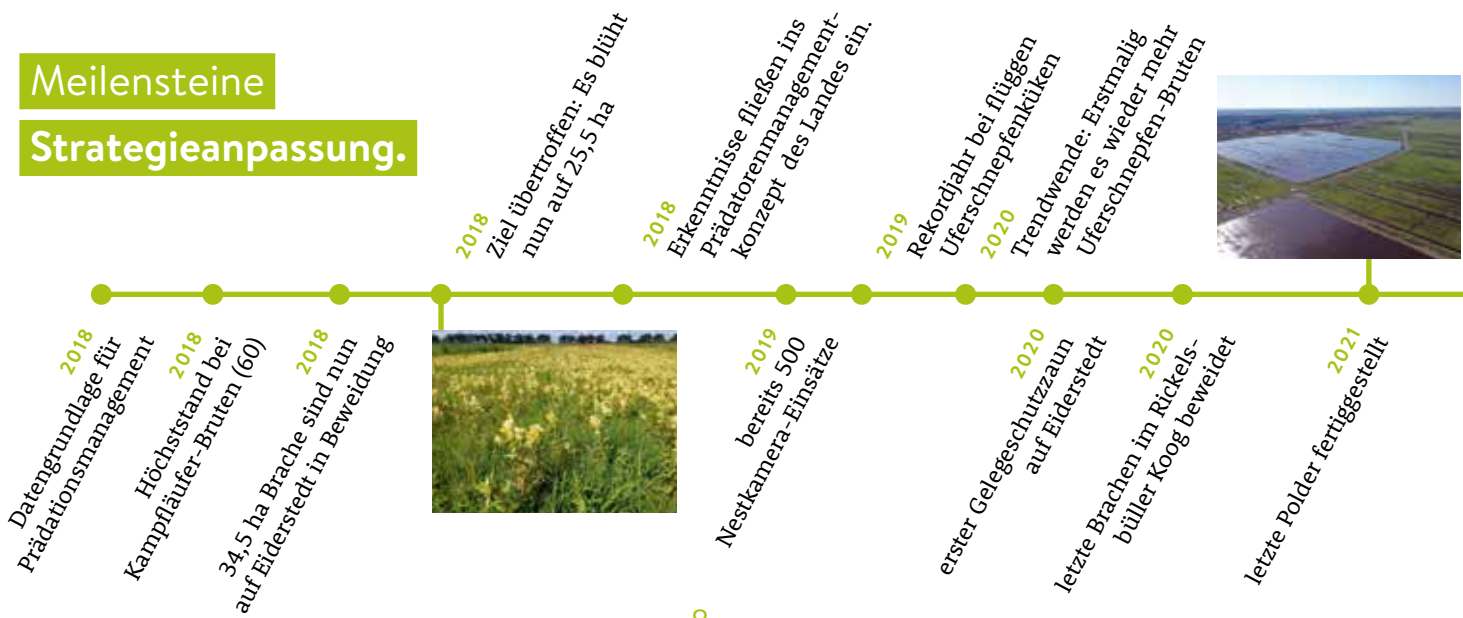 Meilensteine
Strategieanpassung.
2018
Datengrundlage für
Prädationsmanagement
2018
Höchststand bei
Kampfläufer-Bruten (60)
2018
34,5 ha Brache sind nun
auf Eiderstedt in Beweidung
2018
Ziel übertroffen: Es blüht
nun auf 25,5 ha
2018
Erkenntnisse fließen ins
Prädatorenmanagement-
konzept des Landes ein.
2019
bereits 500
Nestkamera-Einsätze
2019
Rekordjahr bei flüggen
Uferschnepfenküken
2020
Trendwende: Erstmalig
werden es wieder mehr
Uferschnepfen-Bruten
2020
erster Gelegeschutzzaun
auf Eiderstedt
2020
letzte Brachen im Rickels-
büller Koog beweidet
2021
letzte Polder fertiggestellt